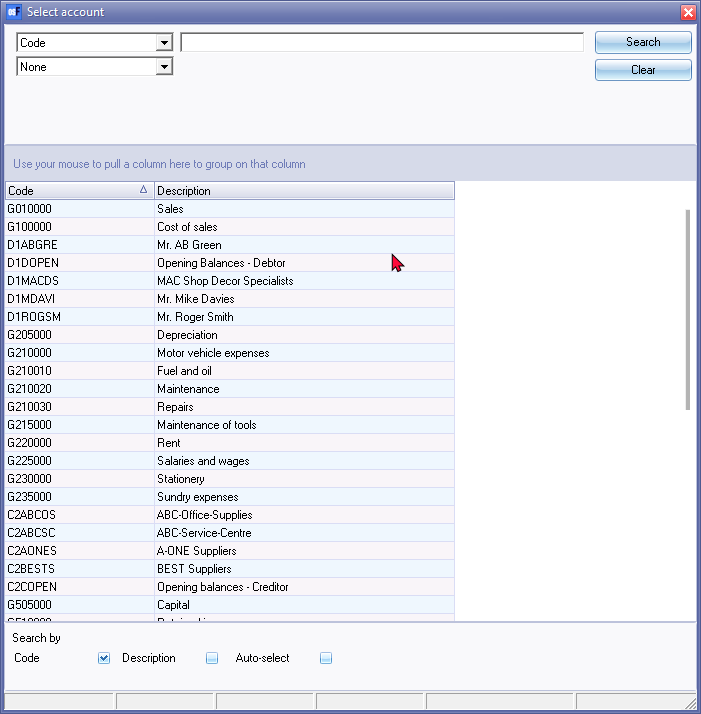 Select account
Code
Search
None
Clear
Use your mouse to pull a column here to group on that column
Code Description
G010000 Sales
G100000 Cost of sales
D1ABGRE Mr. AB Green
D1DOPEN Opening Balances - Debtor
D1MACDS MAC Shop Decor Specialists
D1MDAVI Mr. Mike Davies
D1ROGSM Mr. Roger Smith
G205000 Depreciation
G210000 Motor vehicle expenses
G210010 Fuel and oil
G210020 Maintenance
G210030 Repairs
G215000 Maintenance of tools
G220000 Rent
G225000 Salaries and wages
G230000 Stationery
G235000 Sundry expenses
C2ABCOS ABC-Office-Supplies
C2ABCSC ABC-Service-Centre
C2AONES A-ONE Suppliers
C2BESTS BEST Suppliers
C2COPEN Opening balances - Creditor
G505000 Capital
Search by
Code Description Auto-select